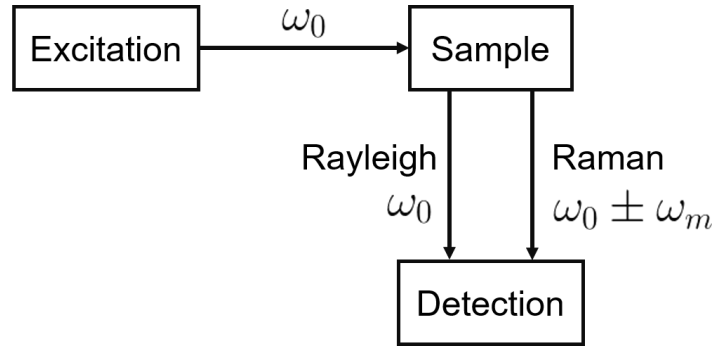 ω₀
Excitation
Sample
Rayleigh
Raman
ω₀
ω₀ ± ωₘ
Detection